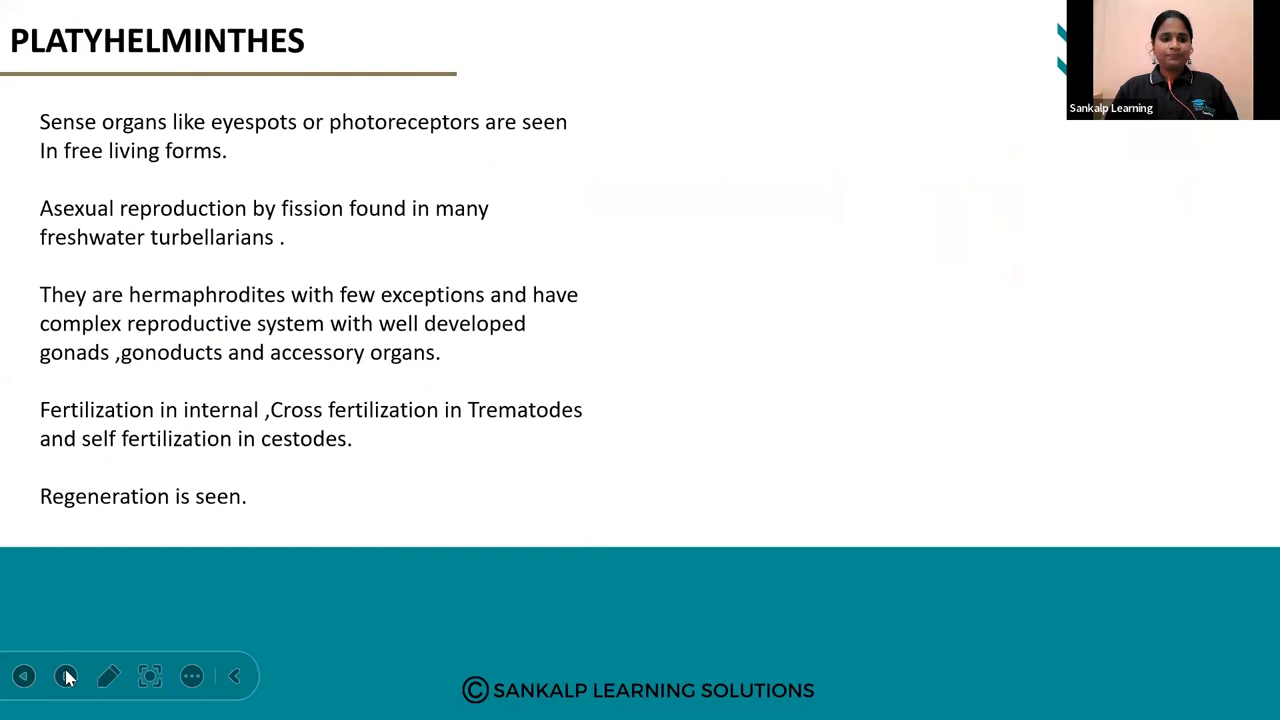 PLATYHELMINTHES
Sankalp Learning
Sense organs like eyespots or photoreceptors are seen
In free living forms.
Asexual reproduction by fission found in many
freshwater turbellarians .
They are hermaphrodites with few exceptions and have
complex reproductive system with well developed
gonads ,gonoducts and accessory organs.
Fertilization in internal ,Cross fertilization in Trematodes
and self fertilization in cestodes.
Regeneration is seen.
© SANKALP LEARNING SOLUTIONS